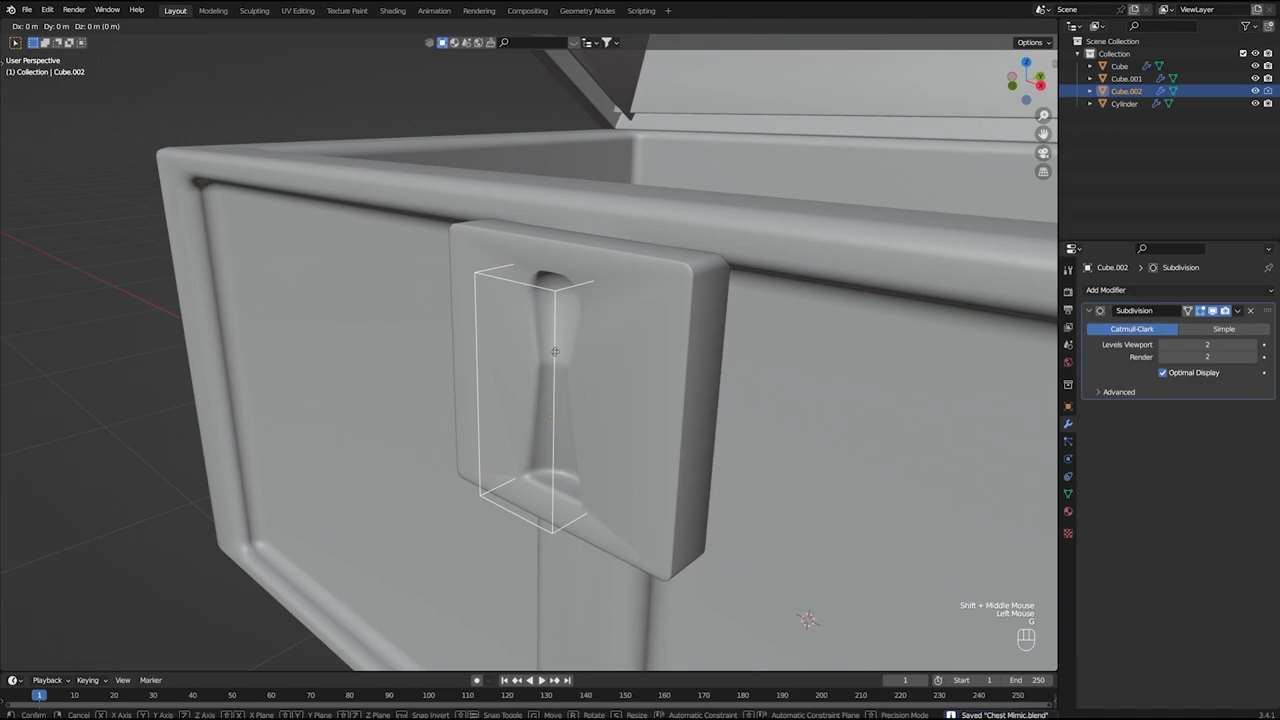 File Edit Render Window Help Layout Modeling Sculpting UV Editing Texture Paint Shading Animation Rendering Compositing Geometry Nodes Scripting Scene ViewLayer
Dx: 0 m Dy: 0 m Dz: 0 m (0 m)
Options
User Perspective
(1) Collection | Cube.002
Scene Collection
Collection
Cube
Cube.001
Cube.002
Cylinder
Z
Y
X
Cube.002 Subdivision
Add Modifier
Subdivision
Catmull-Clark Simple
Levels Viewport 2
Render 2
Optimal Display
Advanced
Shift + Middle Mouse
Left Mouse
G
Playback Keying View Marker 1 Start 1 End 250
1 10 20 30 40 50 60 70 80 90 100 110 120 130 140 150 160 170 180 190 200 210 220 230 240 250
Confirm Cancel X X Axis Y Y Axis Z Z Axis X X Plane Y Y Plane Z Z Plane Snap Invert Snap Toggle G Move R Rotate S Resize Automatic Constraint Automatic Constraint Plane Precision Mode Saved "Chest Mimic.blend" 3.4.1